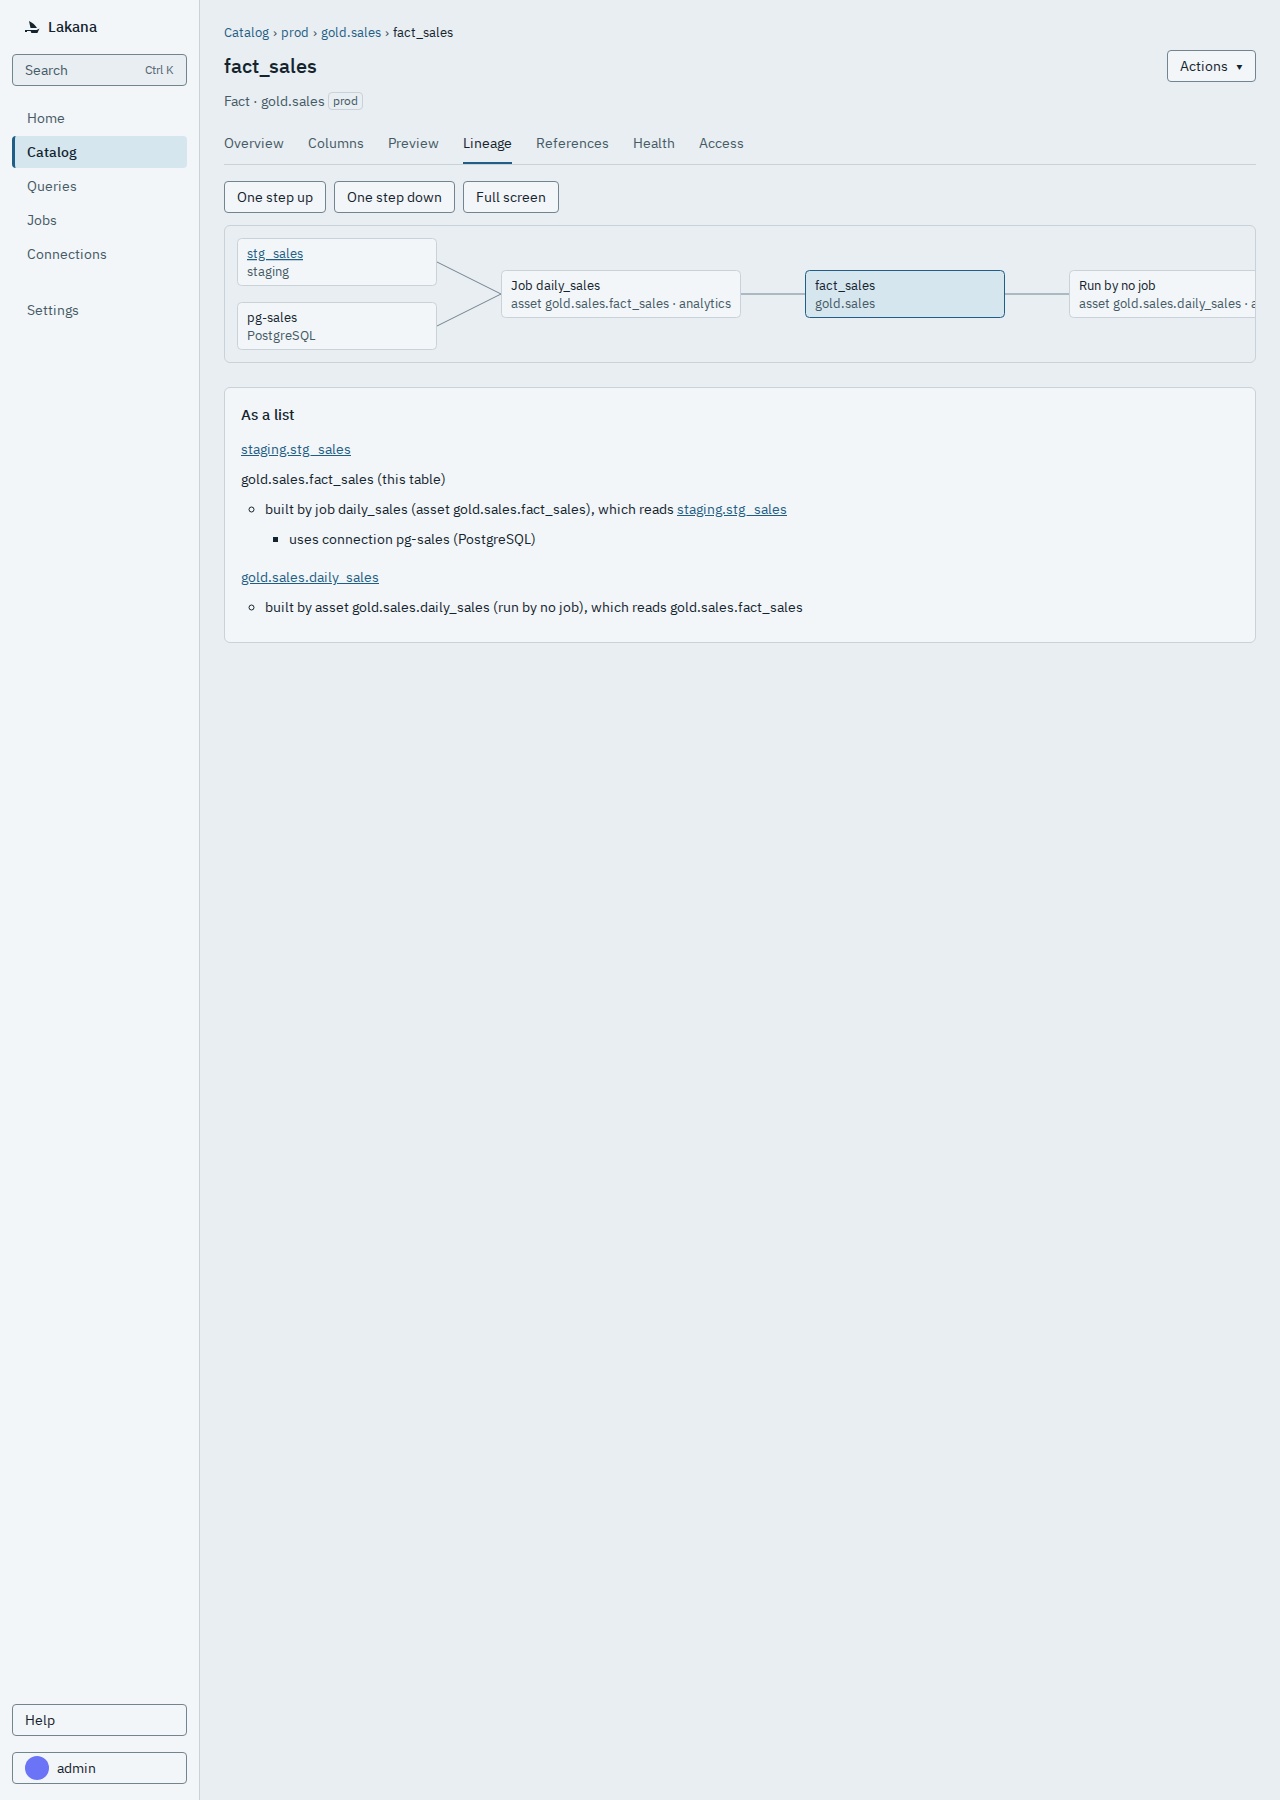 Lakana
Search Ctrl K
Home
Catalog
Queries
Jobs
Connections
Settings
Help
admin
Catalog › prod › gold.sales › fact_sales
fact_sales
Actions ▾
Fact · gold.sales prod
Overview Columns Preview Lineage References Health Access
One step up One step down Full screen
stg_sales
staging
pg-sales
PostgreSQL
Job daily_sales
asset gold.sales.fact_sales · analytics
fact_sales
gold.sales
Run by no job
asset gold.sales.daily_sales ·
As a list
staging.stg_sales
gold.sales.fact_sales (this table)
built by job daily_sales (asset gold.sales.fact_sales), which reads staging.stg_sales
uses connection pg-sales (PostgreSQL)
gold.sales.daily_sales
built by asset gold.sales.daily_sales (run by no job), which reads gold.sales.fact_sales